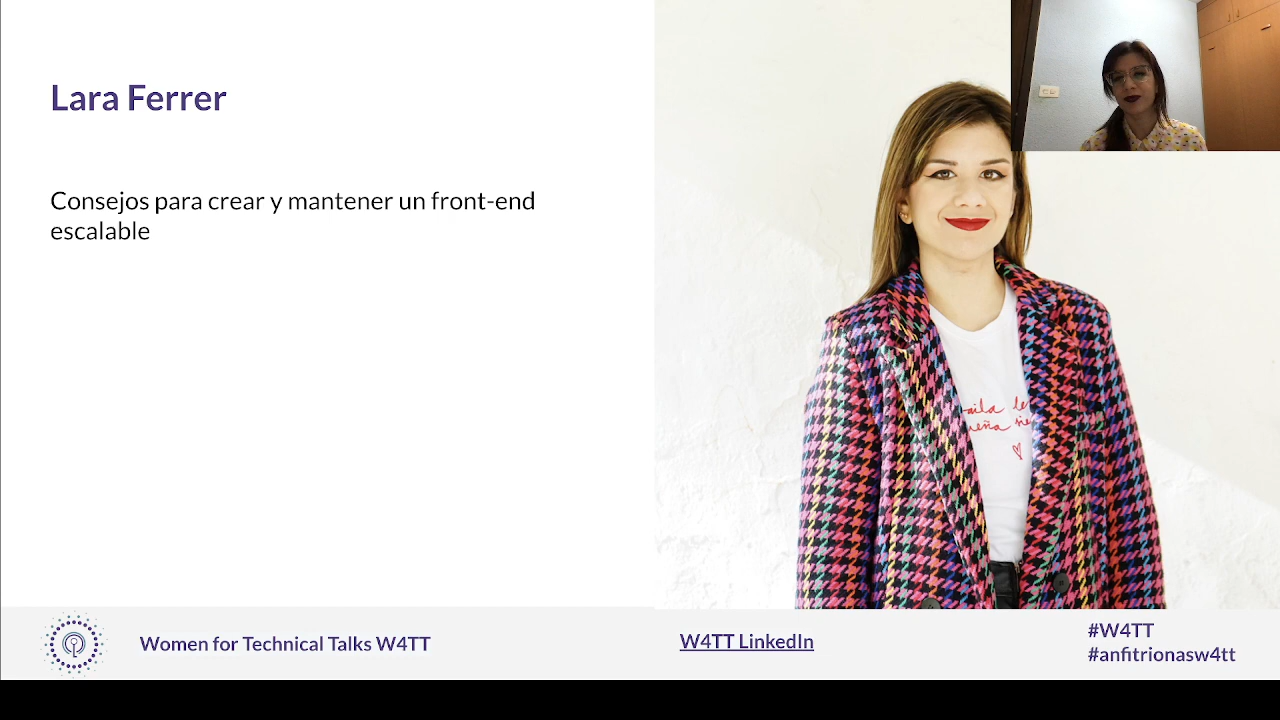 Lara Ferrer
Consejos para crear y mantener un front-end
escalable
Women for Technical Talks W4TT
W4TT LinkedIn
#W4TT
#anfitrionasw4tt